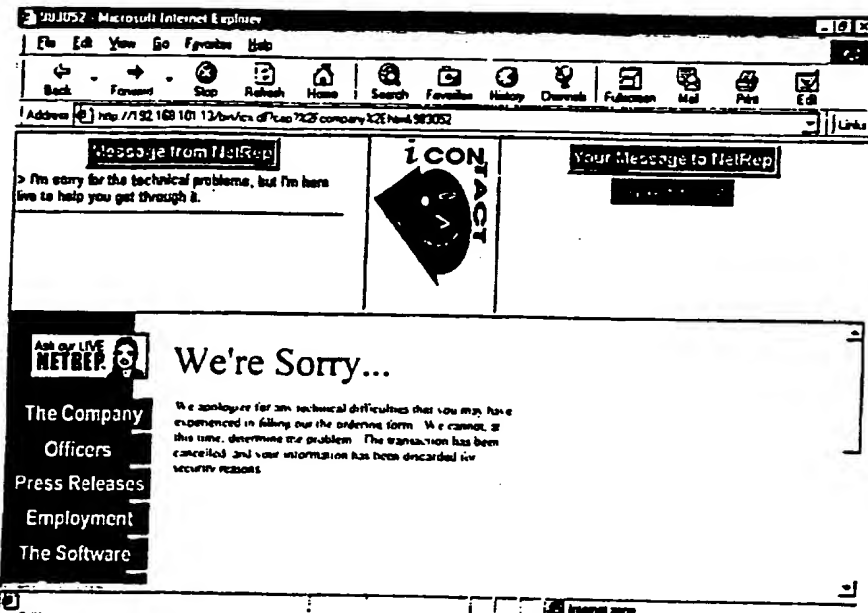 983052 - Microsoft Internet Explorer
File Edit View Go Favorites Help
Back Forward Stop Refresh Home Search Favorites History Channels Fullscreen Mail Print Edit
Address Links
Message from NetRep
> I'm sorry for the technical problems, but I'm here
live to help you get through it.
iCONTACT
Your Message to NetRep
Ask our LIVE
NETREP.
The Company
Officers
Press Releases
Employment
The Software
We're Sorry...
We apologize for any technical difficulties that you may have
experienced in filling out the ordering form. We cannot, at
this time, determine the problem. The transaction has been
cancelled, and your information has been discarded for
security reasons.
Internet zone